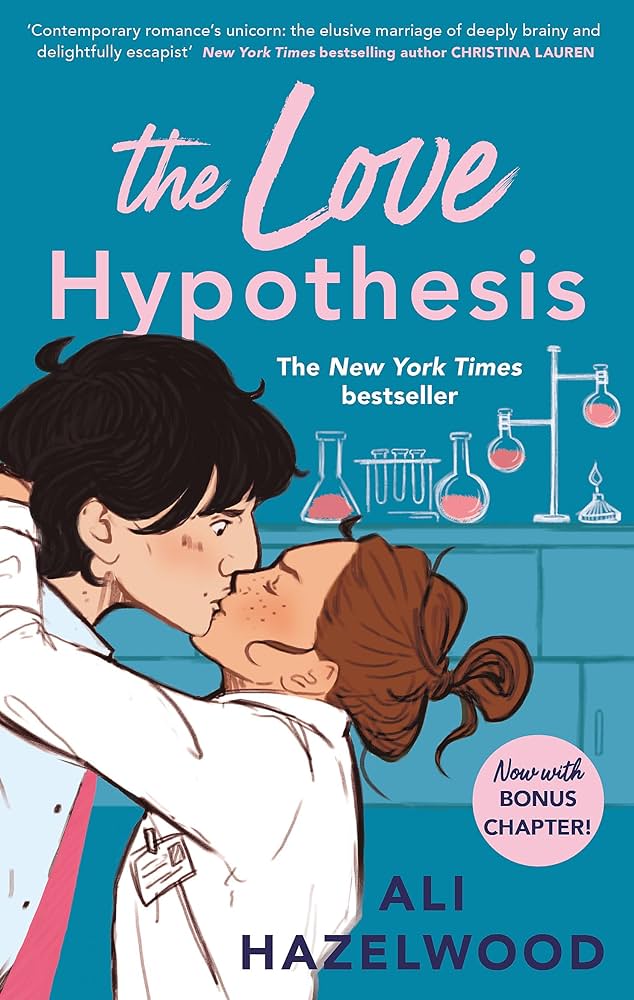 ‘Contemporary romance’s unicorn: the elusive marriage of deeply brainy and
delightfully escapist’ New York Times bestselling author CHRISTINA LAUREN
the Love
Hypothesis
The New York Times
bestseller
Now with
BONUS
CHAPTER!
ALI
HAZELWOOD